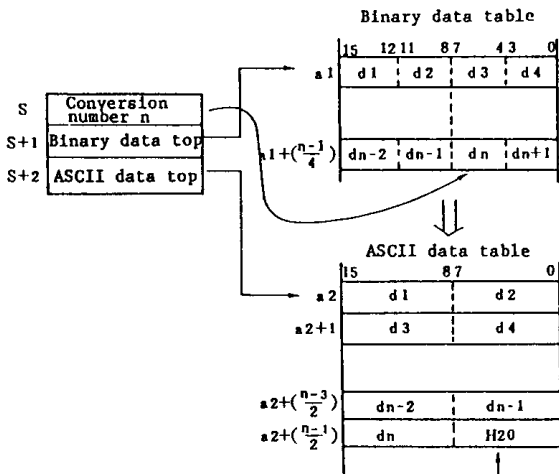 Binary data table
15 12 11 8 7 4 3 0
a1 d1 d2 d3 d4
S Conversion number n
S+1 Binary data top
S+2 ASCII data top
a1+(n-1/4) dn-2 dn-1 dn dn+1
ASCII data table
15 8 7 0
a2 d1 d2
a2+1 d3 d4
a2+(n-3/2) dn-2 dn-1
a2+(n-1/2) dn H20